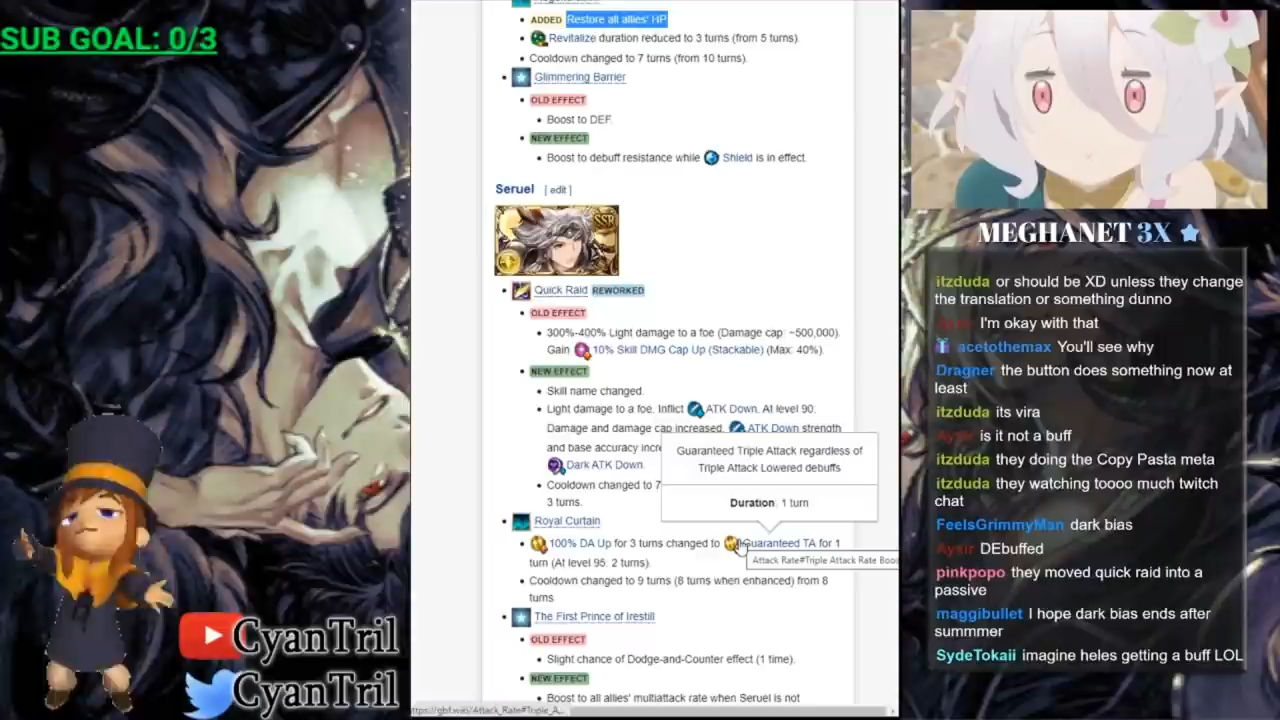 SUB GOAL: 0/3
ADDED Restore all allies' HP
Revitalize duration reduced to 3 turns (from 5 turns).
Cooldown changed to 7 turns (from 10 turns).
Glimmering Barrier
OLD EFFECT
Boost to DEF.
NEW EFFECT
Boost to debuff resistance while Shield is in effect.
Seruel [ edit ]
SSR
Quick Raid REWORKED
OLD EFFECT
300%-400% Light damage to a foe (Damage cap: ~500,000).
Gain 10% Skill DMG Cap Up (Stackable) (Max: 40%).
NEW EFFECT
Skill name changed.
Light damage to a foe. Inflict ATK Down. At level 90.
Damage and damage cap increased. ATK Down strength
and base accuracy incre
Dark ATK Down.
Cooldown changed to 7
3 turns.
Guaranteed Triple Attack regardless of
Triple Attack Lowered debuffs
Duration: 1 turn
Royal Curtain
100% DA Up for 3 turns changed to Guaranteed TA for 1
turn (At level 95: 2 turns).
Attack Rate#Triple Attack Rate Boo
Cooldown changed to 9 turns (8 turns when enhanced) from 8
turns.
The First Prince of Irestill
OLD EFFECT
Slight chance of Dodge-and-Counter effect (1 time).
NEW EFFECT
Boost to all allies' multiattack rate when Seruel is not
ttps://gbf.wiki/Attack_Rate#Triple_A...
CyanTril
CyanTril
MEGHANET 3X
itzduda or should be XD unless they change
the translation or something dunno
I'm okay with that
acetothemax You'll see why
Dragner the button does something now at
least
itzduda its vira
is it not a buff
itzduda they doing the Copy Pasta meta
itzduda they watching toooo much twitch
chat
FeelsGrimmyMan dark bias
DEbuffed
pinkpopo they moved quick raid into a
passive
maggibullet I hope dark bias ends after
summmer
SydeTokaii imagine heles getting a buff LOL